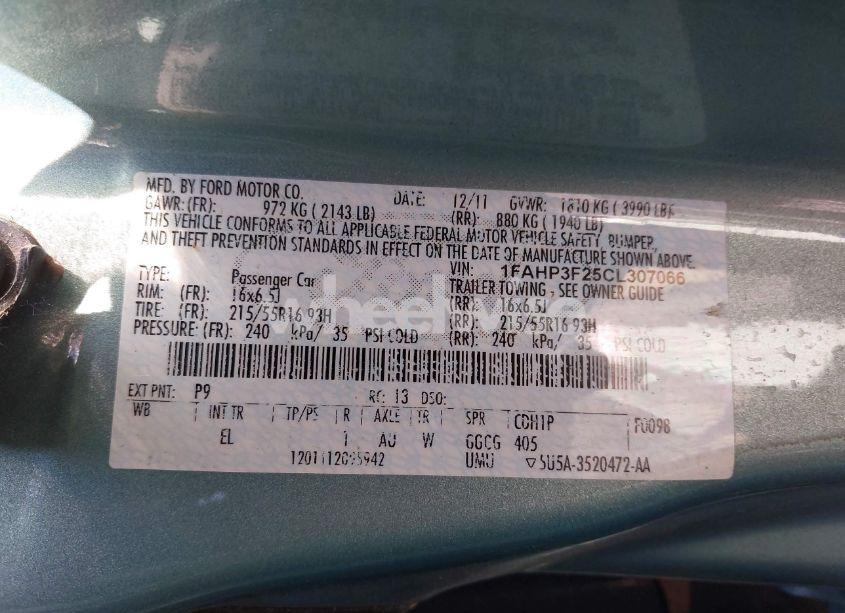 MFD. BY FORD MOTOR CO. DATE: 12/11 GVWR: 1810 KG ( 3990 LB)
GAWR: (FR): 972 KG ( 2143 LB) (RR): 880 KG ( 1940 LB)
THIS VEHICLE CONFORMS TO ALL APPLICABLE FEDERAL MOTOR VEHICLE SAFETY, BUMPER,
AND THEFT PREVENTION STANDARDS IN EFFECT ON THE DATE OF MANUFACTURE SHOWN ABOVE.
VIN: 1FAHP3F25CL307066
TYPE: Passenger Car TRAILER TOWING - SEE OWNER GUIDE
RIM: (FR): 16x6.5J (RR): 16x6.5J
TIRE: (FR): 215/55R16 93H (RR): 215/55R16 93H
PRESSURE: (FR): 240 kPa/ 35 PSI COLD (RR): 240 kPa/ 35 PSI COLD
EXT PNT: P9 RC: 13 DSO:
WB INT TR TP/PS R AXLE TR SPR CDH1P F0098
EL 1 AU W GGCG 405
1201112095942 UMU ▽5U5A-3520472-AA